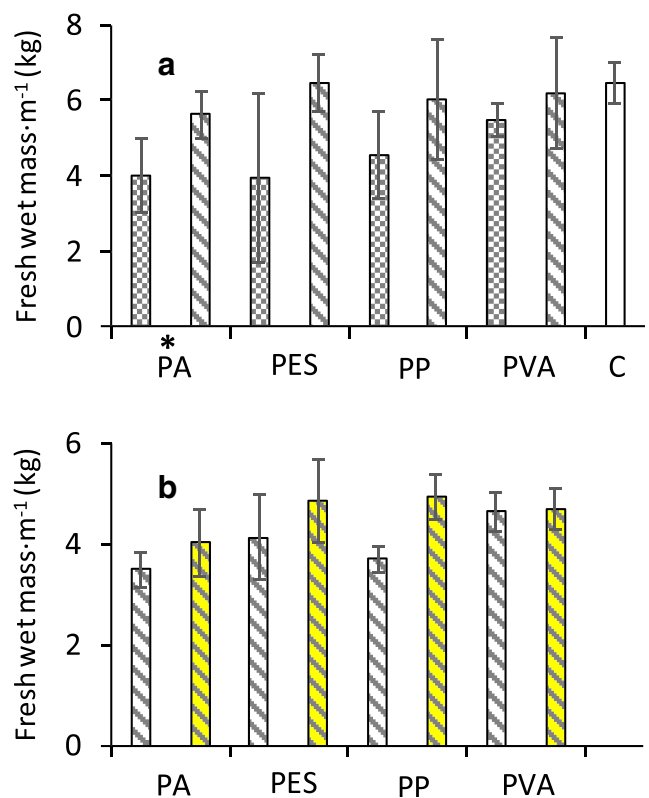 8
a
6
4
2
0
Fresh wet mass·m⁻¹ (kg)
*
PA PES PP PVA C
6
b
4
2
0
Fresh wet mass·m⁻¹ (kg)
PA PES PP PVA